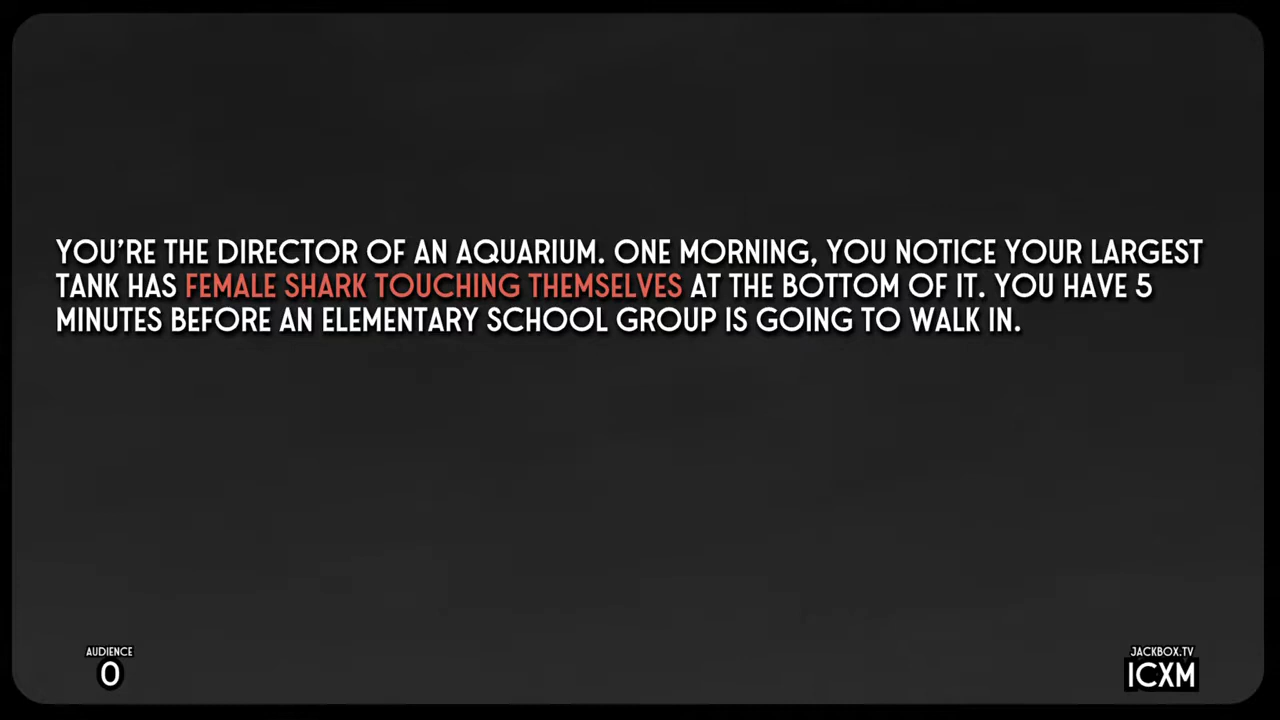 YOU'RE THE DIRECTOR OF AN AQUARIUM. ONE MORNING, YOU NOTICE YOUR LARGEST
TANK HAS FEMALE SHARK TOUCHING THEMSELVES AT THE BOTTOM OF IT. YOU HAVE 5
MINUTES BEFORE AN ELEMENTARY SCHOOL GROUP IS GOING TO WALK IN.
AUDIENCE
0
JACKBOX.TV
ICXM